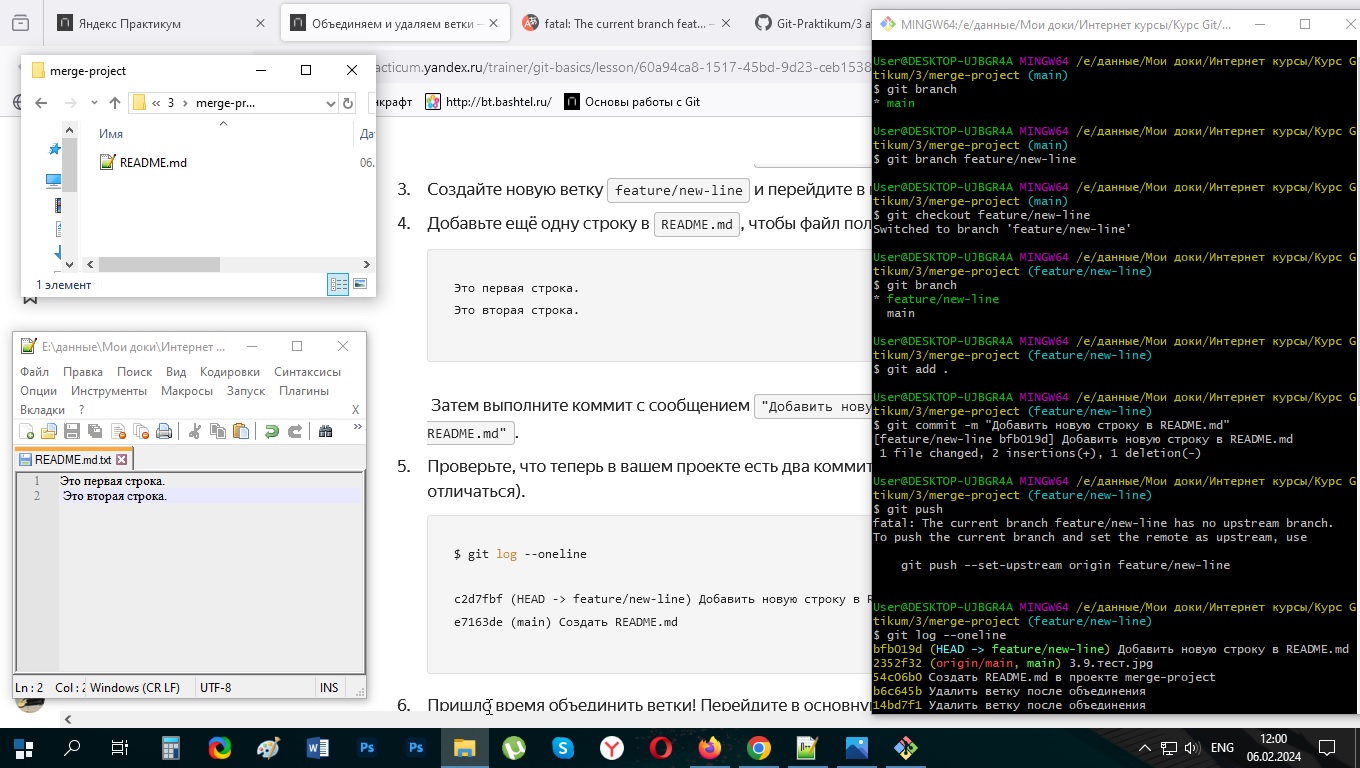 Яндекс Практикум
Объединяем и удаляем ветки —
fatal: The current branch feat... —
Git-Praktikum/3 a
MINGW64:/e/данные/Мои доки/Интернет курсы/Курс Git/...
merge-project
acticum.yandex.ru/trainer/git-basics/lesson/60a94ca8-1517-45bd-9d23-ceb1538
« 3 > merge-pr...
нкрафт
http://bt.bashtel.ru/
Основы работы с Git
Имя
Да
README.md
06.
1 элемент
3. Создайте новую ветку feature/new-line и перейдите в
4. Добавьте ещё одну строку в README.md, чтобы файл пол
Это первая строка.
Это вторая строка.
Затем выполните коммит с сообщением "Добавить нову
README.md".
5. Проверьте, что теперь в вашем проекте есть два коммит
отличаться).
$ git log --oneline
c2d7fbf (HEAD -> feature/new-line) Добавить новую строку в R
e7163de (main) Создать README.md
6. Пришло время объединить ветки! Перейдите в основную
E:\данные\Мои доки\Интернет ...
Файл Правка Поиск Вид Кодировки Синтаксисы
Опции Инструменты Макросы Запуск Плагины
Вкладки ? X
README.md.txt
1 Это первая строка.
2 Это вторая строка.
Ln : 2 Col : 2 Windows (CR LF) UTF-8 INS
User@DESKTOP-UJBGR4A MINGW64 /e/данные/Мои доки/Интернет курсы/Курс G
tikum/3/merge-project (main)
$ git branch
* main
User@DESKTOP-UJBGR4A MINGW64 /e/данные/Мои доки/Интернет курсы/Курс G
tikum/3/merge-project (main)
$ git branch feature/new-line
User@DESKTOP-UJBGR4A MINGW64 /e/данные/Мои доки/Интернет курсы/Курс G
tikum/3/merge-project (main)
$ git checkout feature/new-line
Switched to branch 'feature/new-line'
User@DESKTOP-UJBGR4A MINGW64 /e/данные/Мои доки/Интернет курсы/Курс G
tikum/3/merge-project (feature/new-line)
$ git branch
* feature/new-line
main
User@DESKTOP-UJBGR4A MINGW64 /e/данные/Мои доки/Интернет курсы/Курс G
tikum/3/merge-project (feature/new-line)
$ git add .
User@DESKTOP-UJBGR4A MINGW64 /e/данные/Мои доки/Интернет курсы/Курс G
tikum/3/merge-project (feature/new-line)
$ git commit -m "Добавить новую строку в README.md"
[feature/new-line bfb019d] Добавить новую строку в README.md
1 file changed, 2 insertions(+), 1 deletion(-)
User@DESKTOP-UJBGR4A MINGW64 /e/данные/Мои доки/Интернет курсы/Курс G
tikum/3/merge-project (feature/new-line)
$ git push
fatal: The current branch feature/new-line has no upstream branch.
To push the current branch and set the remote as upstream, use
git push --set-upstream origin feature/new-line
User@DESKTOP-UJBGR4A MINGW64 /e/данные/Мои доки/Интернет курсы/Курс G
tikum/3/merge-project (feature/new-line)
$ git log --oneline
bfb019d (HEAD -> feature/new-line) Добавить новую строку в README.md
2352f32 (origin/main, main) 3.9.тест.jpg
54c06b0 Создать README.md в проекте merge-project
b6c645b Удалить ветку после объединения
14bd7f1 Удалить ветку после объединения
ENG
12:00
06.02.2024